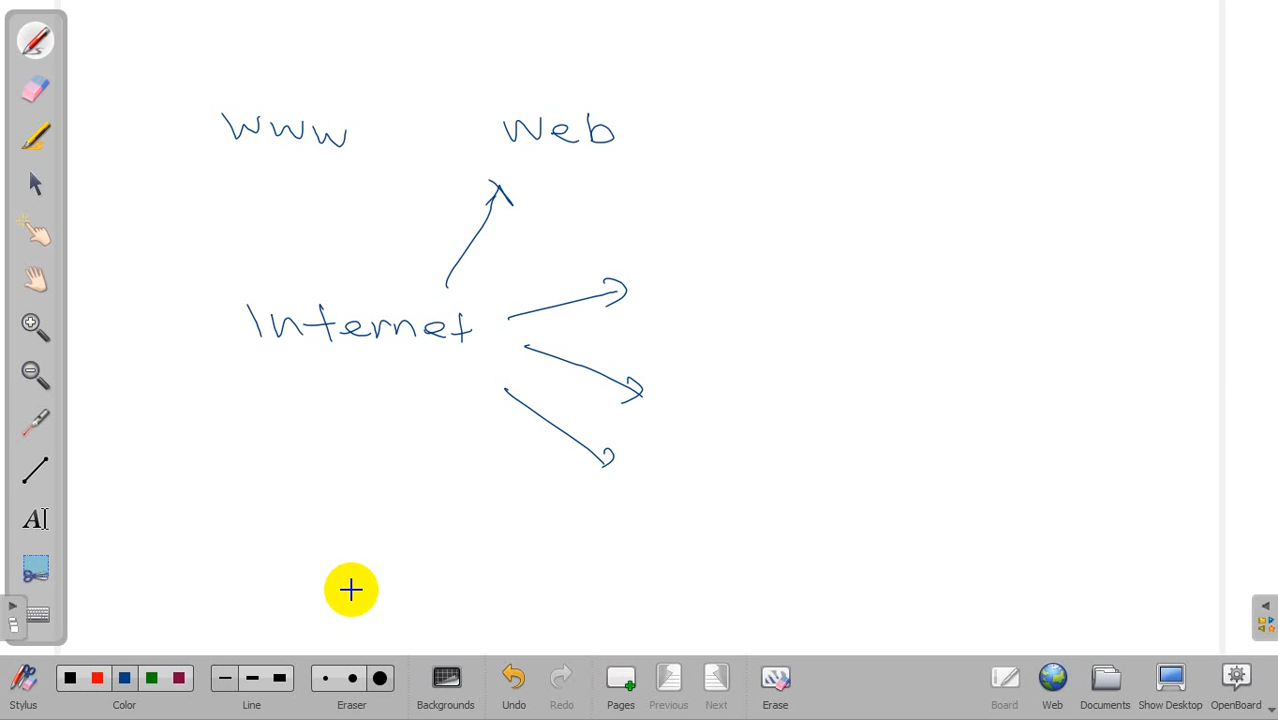 WWW Web
Internet
Stylus Color Line Eraser Backgrounds Undo Redo Pages Previous Next Erase Board Web Documents Show Desktop OpenBoard